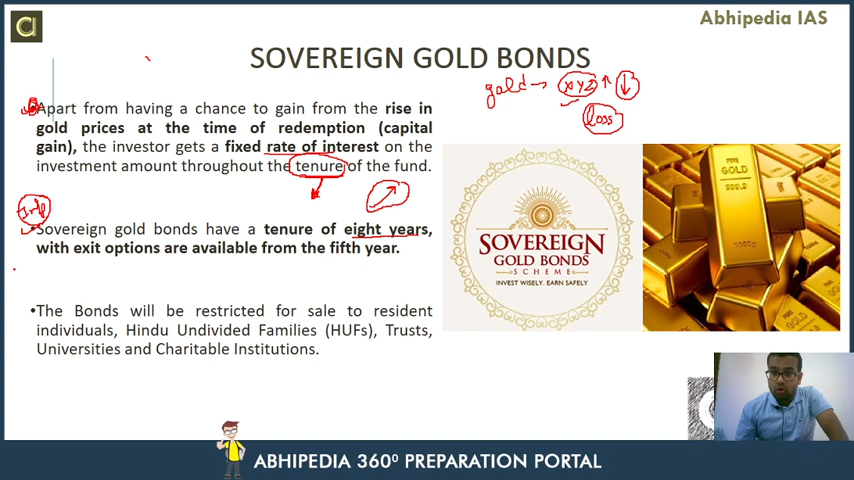 Abhipedia IAS
SOVEREIGN GOLD BONDS
gold → XYZ ↑ ↓
loss
•Apart from having a chance to gain from the rise in
gold prices at the time of redemption (capital
gain), the investor gets a fixed rate of interest on the
investment amount throughout the tenure of the fund.
Imp
•Sovereign gold bonds have a tenure of eight years,
with exit options are available from the fifth year.
•The Bonds will be restricted for sale to resident
individuals, Hindu Undivided Families (HUFs), Trusts,
Universities and Charitable Institutions.
SOVEREIGN
GOLD BONDS
SCHEME
INVEST WISELY. EARN SAFELY
GOLD
999.9
ABHIPEDIA 360⁰ PREPARATION PORTAL